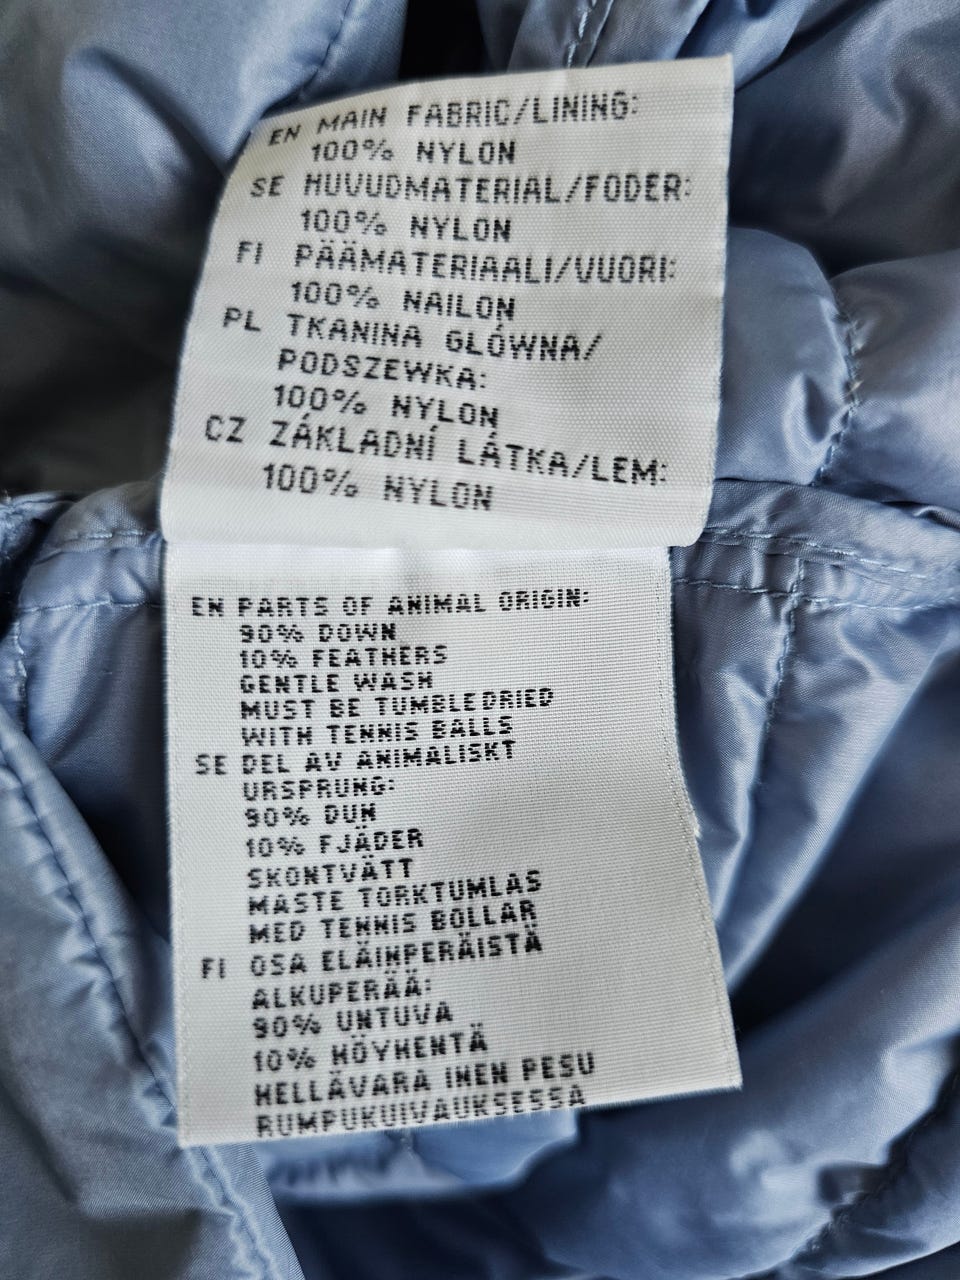 EN MAIN FABRIC/LINING:
100% NYLON
SE HUVUDMATERIAL/FODER:
100% NYLON
FI PÄÄMATERIAALI/VUORI:
100% NAILON
PL TKANINA GŁÓWNA/
PODSZEWKA:
100% NYLON
CZ ZÁKLADNÍ LÁTKA/LEM:
100% NYLON
EN PARTS OF ANIMAL ORIGIN:
90% DOWN
10% FEATHERS
GENTLE WASH
MUST BE TUMBLEDRIED
WITH TENNIS BALLS
SE DEL AV ANIMALISKT
URSPRUNG:
90% DUN
10% FJÄDER
SKONTVÄTT
MASTE TORKTUMLAS
MED TENNIS BOLLAR
FI OSA ELÄINPERÄISTÄ
ALKUPERÄÄ:
90% UNTUVA
10% HÖYHENTÄ
HELLÄVARA INEN PESU
RUMPUKUIVAUKSESSA